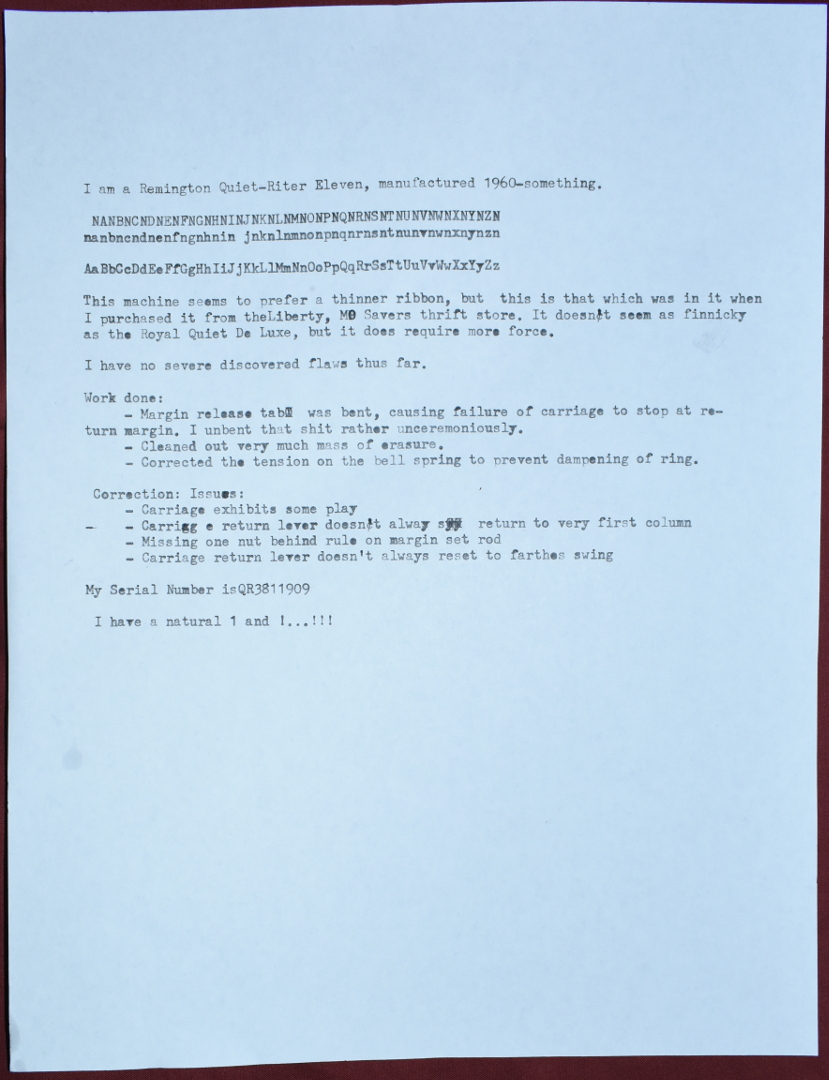 I am a Remington Quiet-Riter Eleven, manufactured 1960-something.
NANBNCNDNENFNGNHNINJNKNLNMNONPNQNRNSNTNUNVNWNXNYNZN
nanbncndnenfngnhnin jnknlnmnonpnqnrnsntnunvnwnxnynzn
AaBbCcDdEeFfGgHhIiJjKkLlMmNnOoPpQqRrSsTtUuVvWwXxYyZz
This machine seems to prefer a thinner ribbon, but  this is that which was in it when
I purchased it from theLiberty, MO Savers thrift store. It doesn't seem as finnicky
as the Royal Quiet De Luxe, but it does require more force.
I have no severe discovered flaws thus far.
Work done:
- Margin release tab  was bent, causing failure of carriage to stop at re-
turn margin. I unbent that shit rather unceremoniously.
- Cleaned out very much mass of erasure.
- Corrected the tension on the bell spring to prevent dampening of ring.
Correction: Issues:
- Carriage exhibits some play
-    - Carrigg e return lever doesn't alway s  return to very first column
- Missing one nut behind rule on margin set rod
- Carriage return lever doesn't always reset to farthes swing
My Serial Number isQR3811909
I have a natural 1 and !...!!!